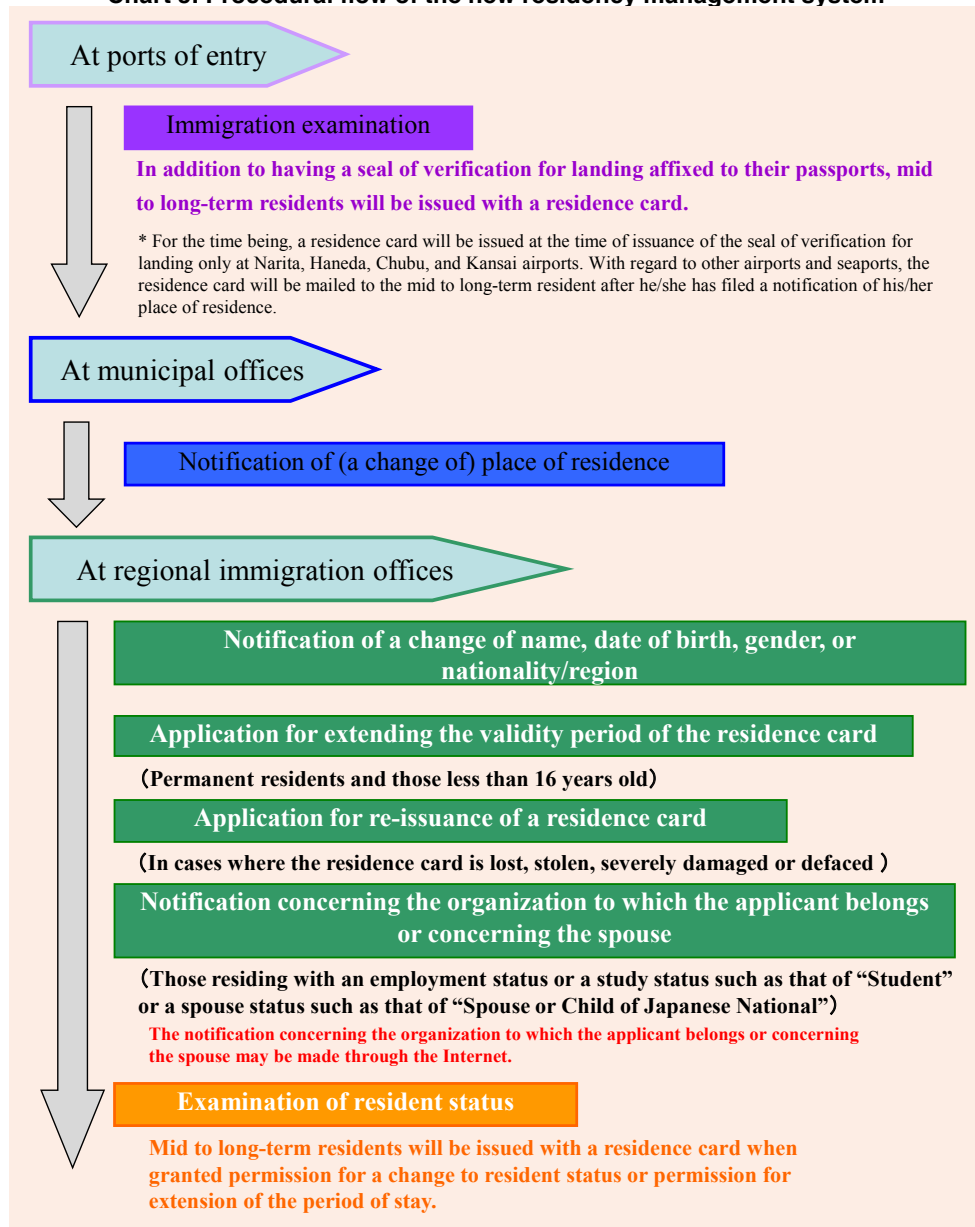 Chart 3: Procedural flow of the new residency management system
At ports of entry
Immigration examination
In addition to having a seal of verification for landing affixed to their passports, mid
to long-term residents will be issued with a residence card.
* For the time being, a residence card will be issued at the time of issuance of the seal of verification for
landing only at Narita, Haneda, Chubu, and Kansai airports. With regard to other airports and seaports, the
residence card will be mailed to the mid to long-term resident after he/she has filed a notification of his/her
place of residence.
At municipal offices
Notification of (a change of) place of residence
At regional immigration offices
Notification of a change of name, date of birth, gender, or
nationality/region
Application for extending the validity period of the residence card
(Permanent residents and those less than 16 years old)
Application for re-issuance of a residence card
(In cases where the residence card is lost, stolen, severely damaged or defaced )
Notification concerning the organization to which the applicant belongs
or concerning the spouse
(Those residing with an employment status or a study status such as that of “Student”
or a spouse status such as that of “Spouse or Child of Japanese National”)
The notification concerning the organization to which the applicant belongs or concerning
the spouse may be made through the Internet.
Examination of resident status
Mid to long-term residents will be issued with a residence card when
granted permission for a change to resident status or permission for
extension of the period of stay.